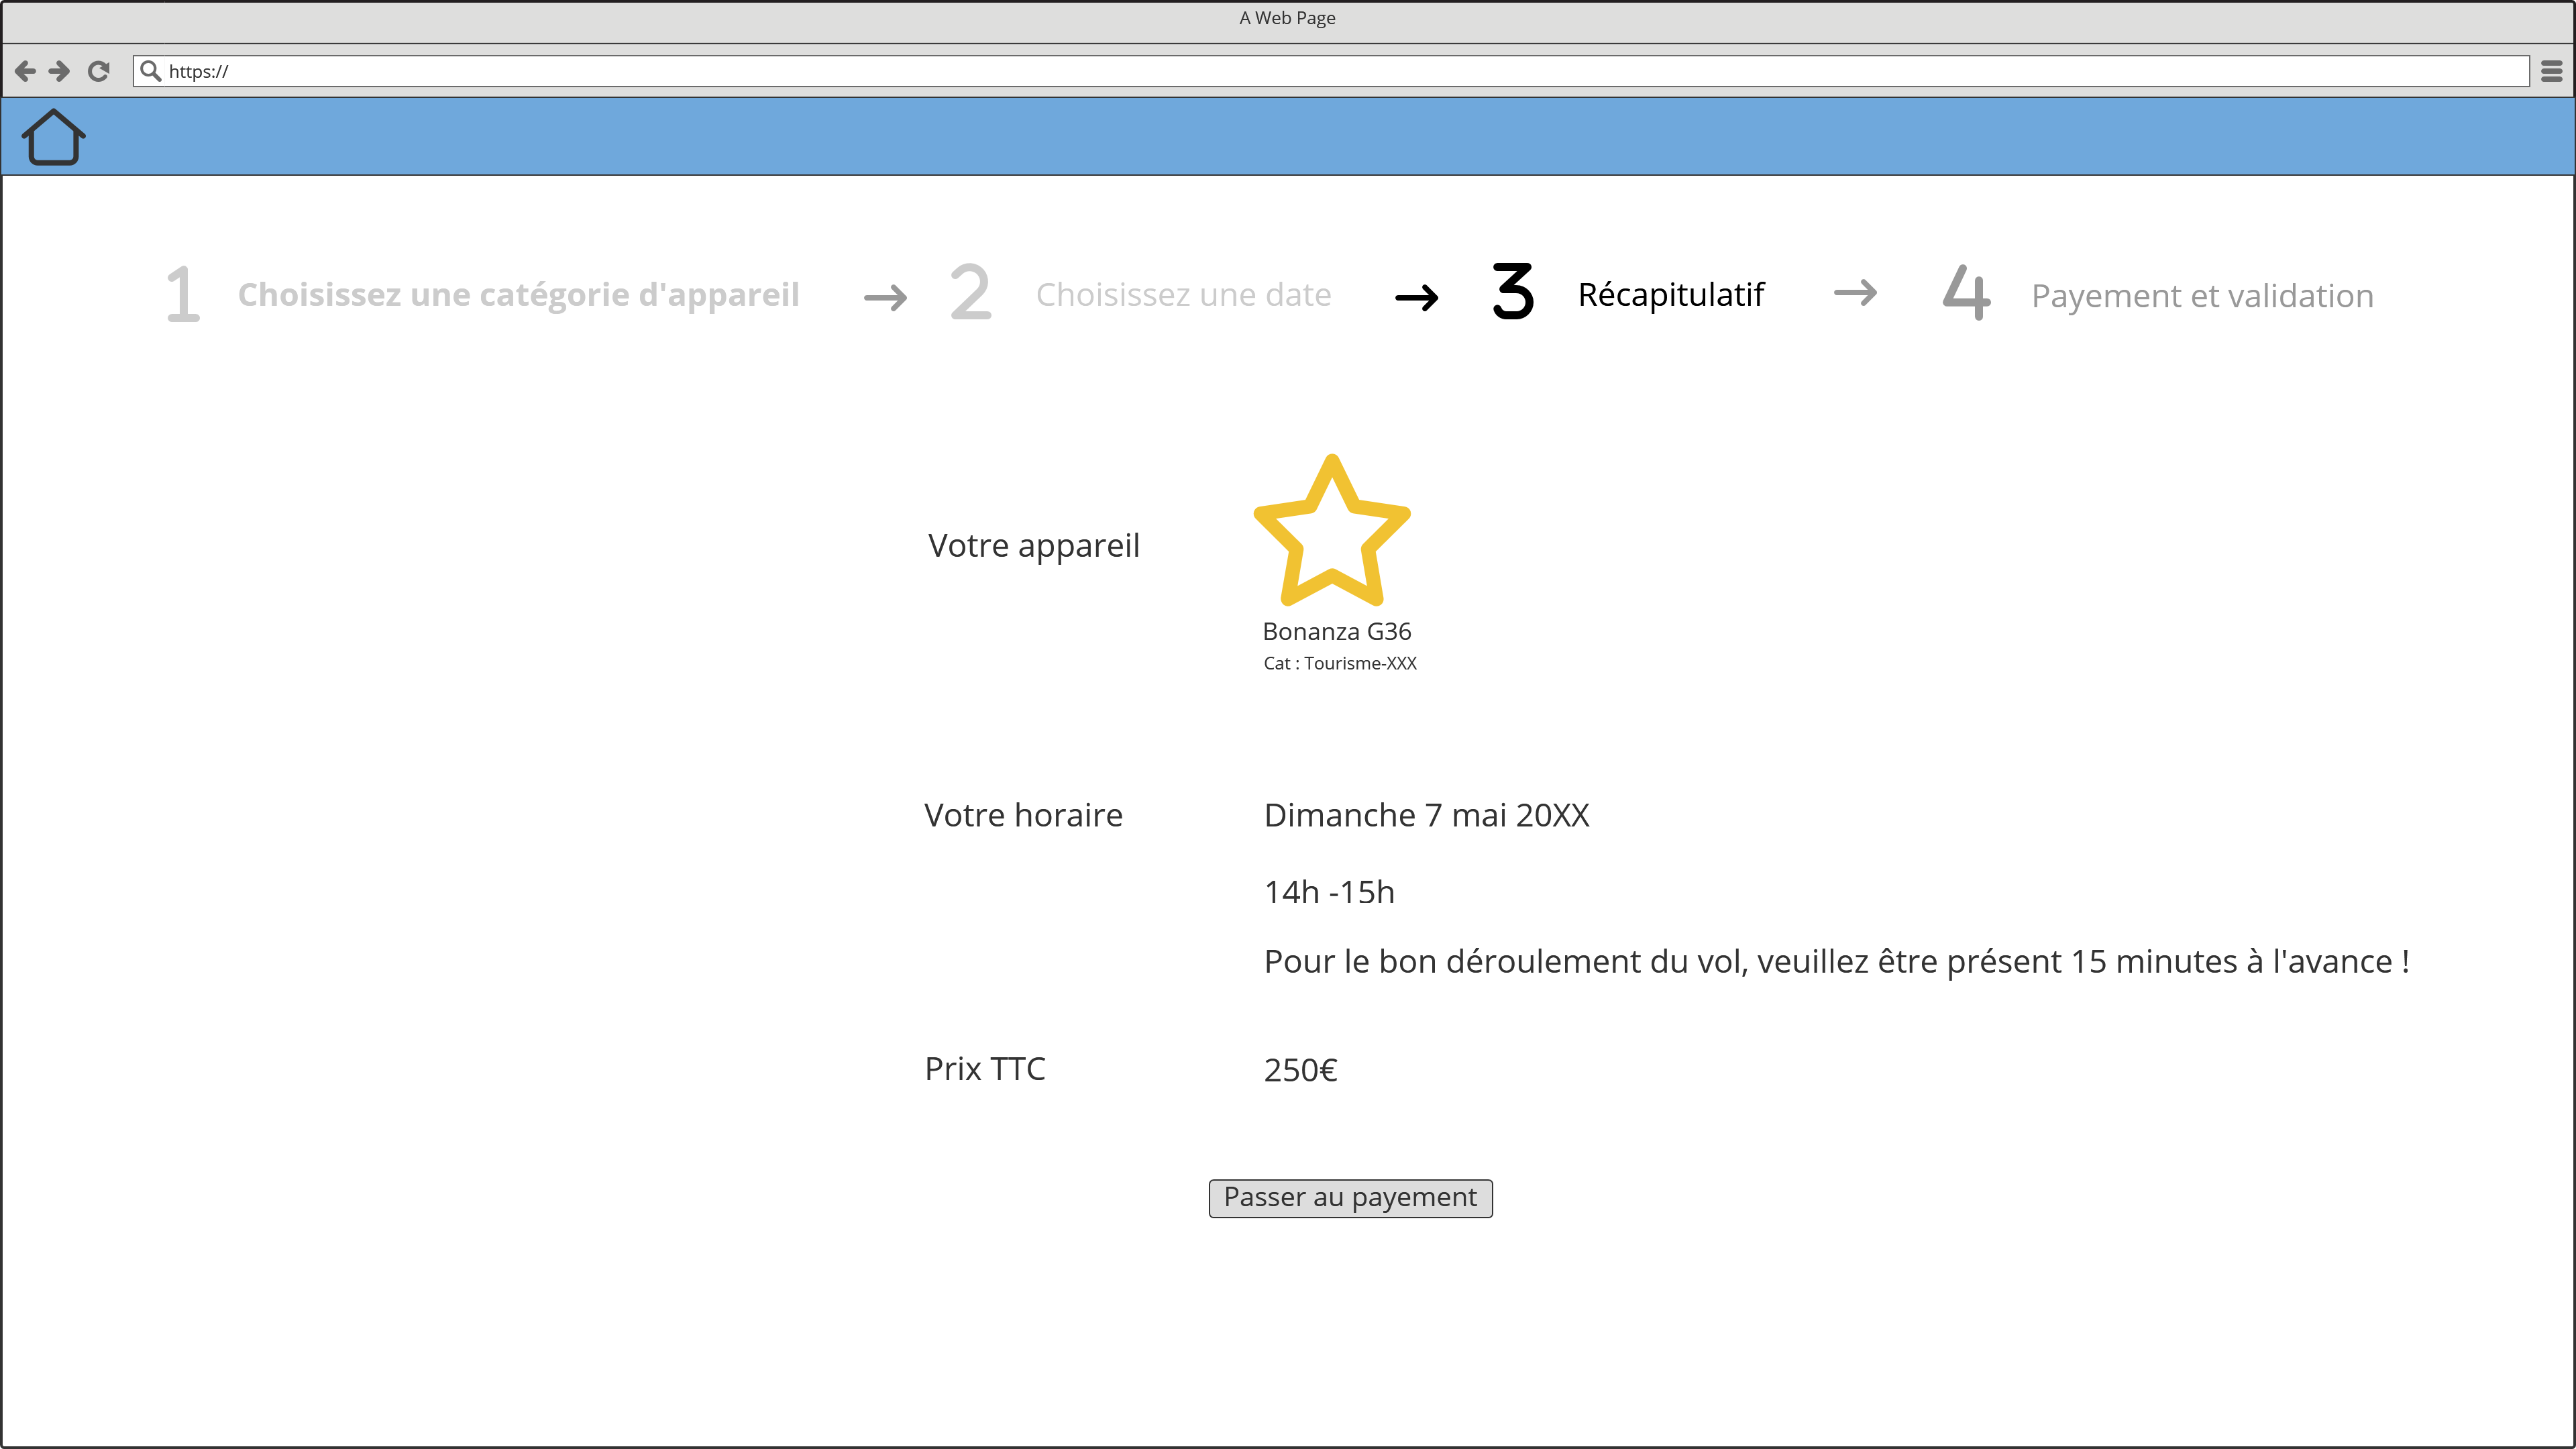 A Web Page
https://
1 Choisissez une catégorie d'appareil → 2 Choisissez une date → 3 Récapitulatif → 4 Payement et validation
Votre appareil
Bonanza G36
Cat : Tourisme-XXX
Votre horaire Dimanche 7 mai 20XX
14h -15h
Pour le bon déroulement du vol, veuillez être présent 15 minutes à l'avance !
Prix TTC 250€
Passer au payement